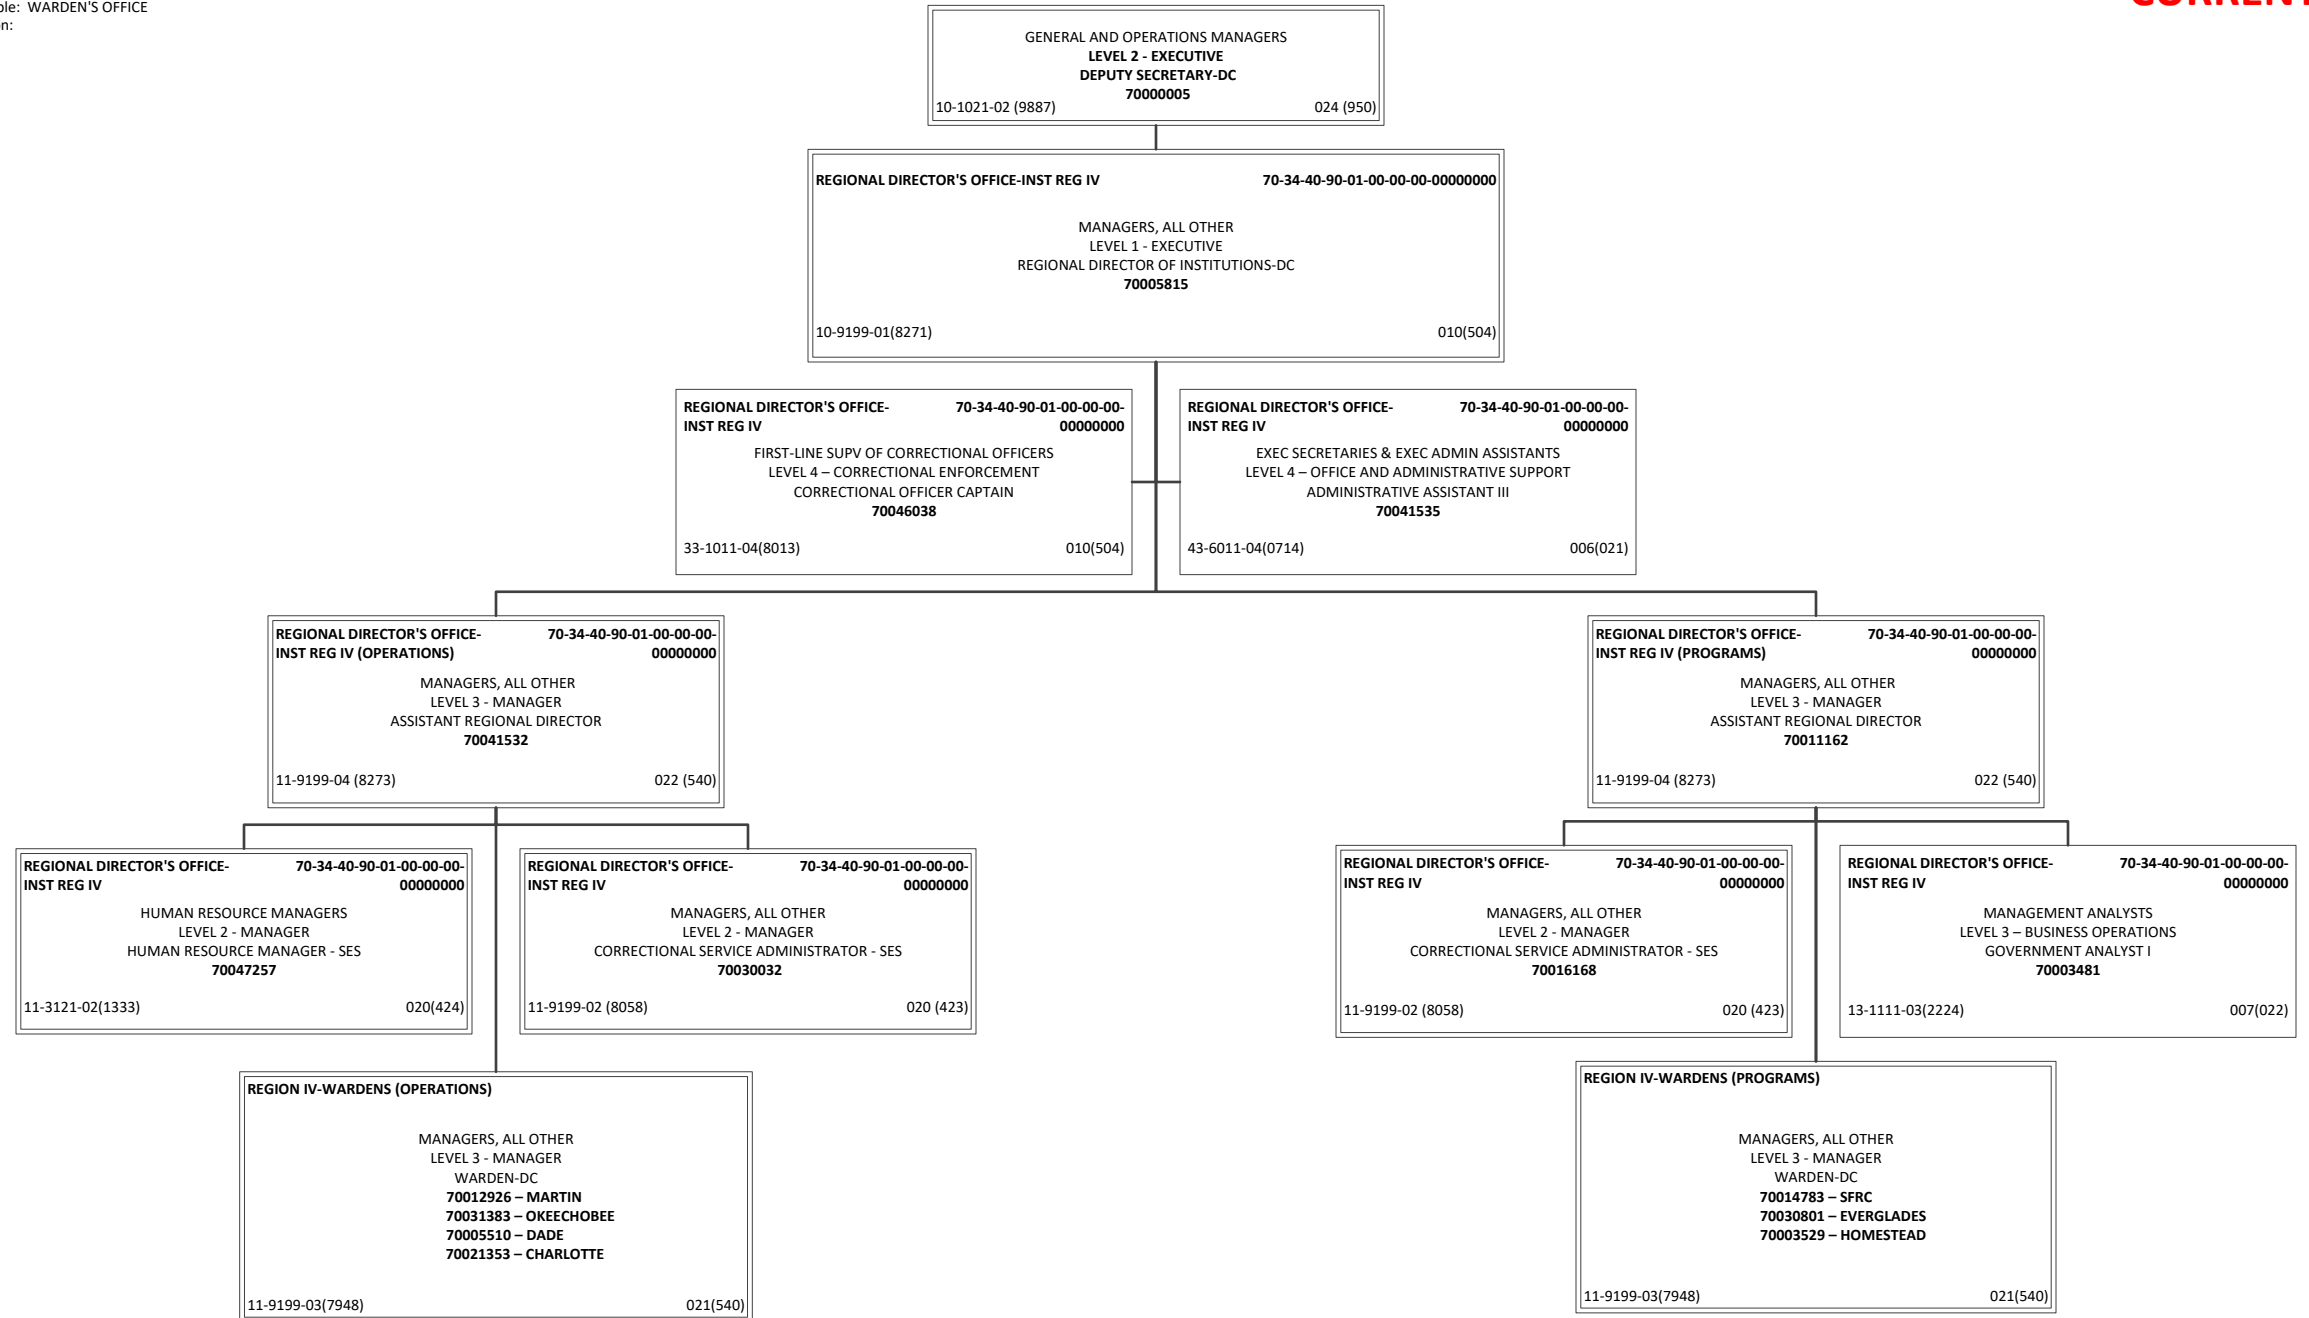 WARDEN'S OFFICE
GENERAL AND OPERATIONS MANAGERS
LEVEL 2 - EXECUTIVE
DEPUTY SECRETARY-DC
70000005
10-1021-02 (9887) 024 (950)
REGIONAL DIRECTOR'S OFFICE-INST REG IV 70-34-40-90-01-00-00-00-00000000
MANAGERS, ALL OTHER
LEVEL 1 - EXECUTIVE
REGIONAL DIRECTOR OF INSTITUTIONS-DC
70005815
10-9199-01(8271) 010(504)
REGIONAL DIRECTOR'S OFFICE- 70-34-40-90-01-00-00-00-
INST REG IV 00000000
FIRST-LINE SUPV OF CORRECTIONAL OFFICERS
LEVEL 4 – CORRECTIONAL ENFORCEMENT
CORRECTIONAL OFFICER CAPTAIN
70046038
33-1011-04(8013) 010(504)
REGIONAL DIRECTOR'S OFFICE- 70-34-40-90-01-00-00-00-
INST REG IV 00000000
EXEC SECRETARIES & EXEC ADMIN ASSISTANTS
LEVEL 4 – OFFICE AND ADMINISTRATIVE SUPPORT
ADMINISTRATIVE ASSISTANT III
70041535
43-6011-04(0714) 006(021)
REGIONAL DIRECTOR'S OFFICE- 70-34-40-90-01-00-00-00-
INST REG IV (OPERATIONS) 00000000
MANAGERS, ALL OTHER
LEVEL 3 - MANAGER
ASSISTANT REGIONAL DIRECTOR
70041532
11-9199-04 (8273) 022 (540)
REGIONAL DIRECTOR'S OFFICE- 70-34-40-90-01-00-00-00-
INST REG IV (PROGRAMS) 00000000
MANAGERS, ALL OTHER
LEVEL 3 - MANAGER
ASSISTANT REGIONAL DIRECTOR
70011162
11-9199-04 (8273) 022 (540)
REGIONAL DIRECTOR'S OFFICE- 70-34-40-90-01-00-00-00-
INST REG IV 00000000
HUMAN RESOURCE MANAGERS
LEVEL 2 - MANAGER
HUMAN RESOURCE MANAGER - SES
70047257
11-3121-02(1333) 020(424)
REGIONAL DIRECTOR'S OFFICE- 70-34-40-90-01-00-00-00-
INST REG IV 00000000
MANAGERS, ALL OTHER
LEVEL 2 - MANAGER
CORRECTIONAL SERVICE ADMINISTRATOR - SES
70030032
11-9199-02 (8058) 020 (423)
REGIONAL DIRECTOR'S OFFICE- 70-34-40-90-01-00-00-00-
INST REG IV 00000000
MANAGERS, ALL OTHER
LEVEL 2 - MANAGER
CORRECTIONAL SERVICE ADMINISTRATOR - SES
70016168
11-9199-02 (8058) 020 (423)
REGIONAL DIRECTOR'S OFFICE- 70-34-40-90-01-00-00-00-
INST REG IV 00000000
MANAGEMENT ANALYSTS
LEVEL 3 – BUSINESS OPERATIONS
GOVERNMENT ANALYST I
70003481
13-1111-03(2224) 007(022)
REGION IV-WARDENS (OPERATIONS)
MANAGERS, ALL OTHER
LEVEL 3 - MANAGER
WARDEN-DC
70012926 – MARTIN
70031383 – OKEECHOBEE
70005510 – DADE
70021353 – CHARLOTTE
11-9199-03(7948) 021(540)
REGION IV-WARDENS (PROGRAMS)
MANAGERS, ALL OTHER
LEVEL 3 - MANAGER
WARDEN-DC
70014783 – SFRC
70030801 – EVERGLADES
70003529 – HOMESTEAD
11-9199-03(7948) 021(540)